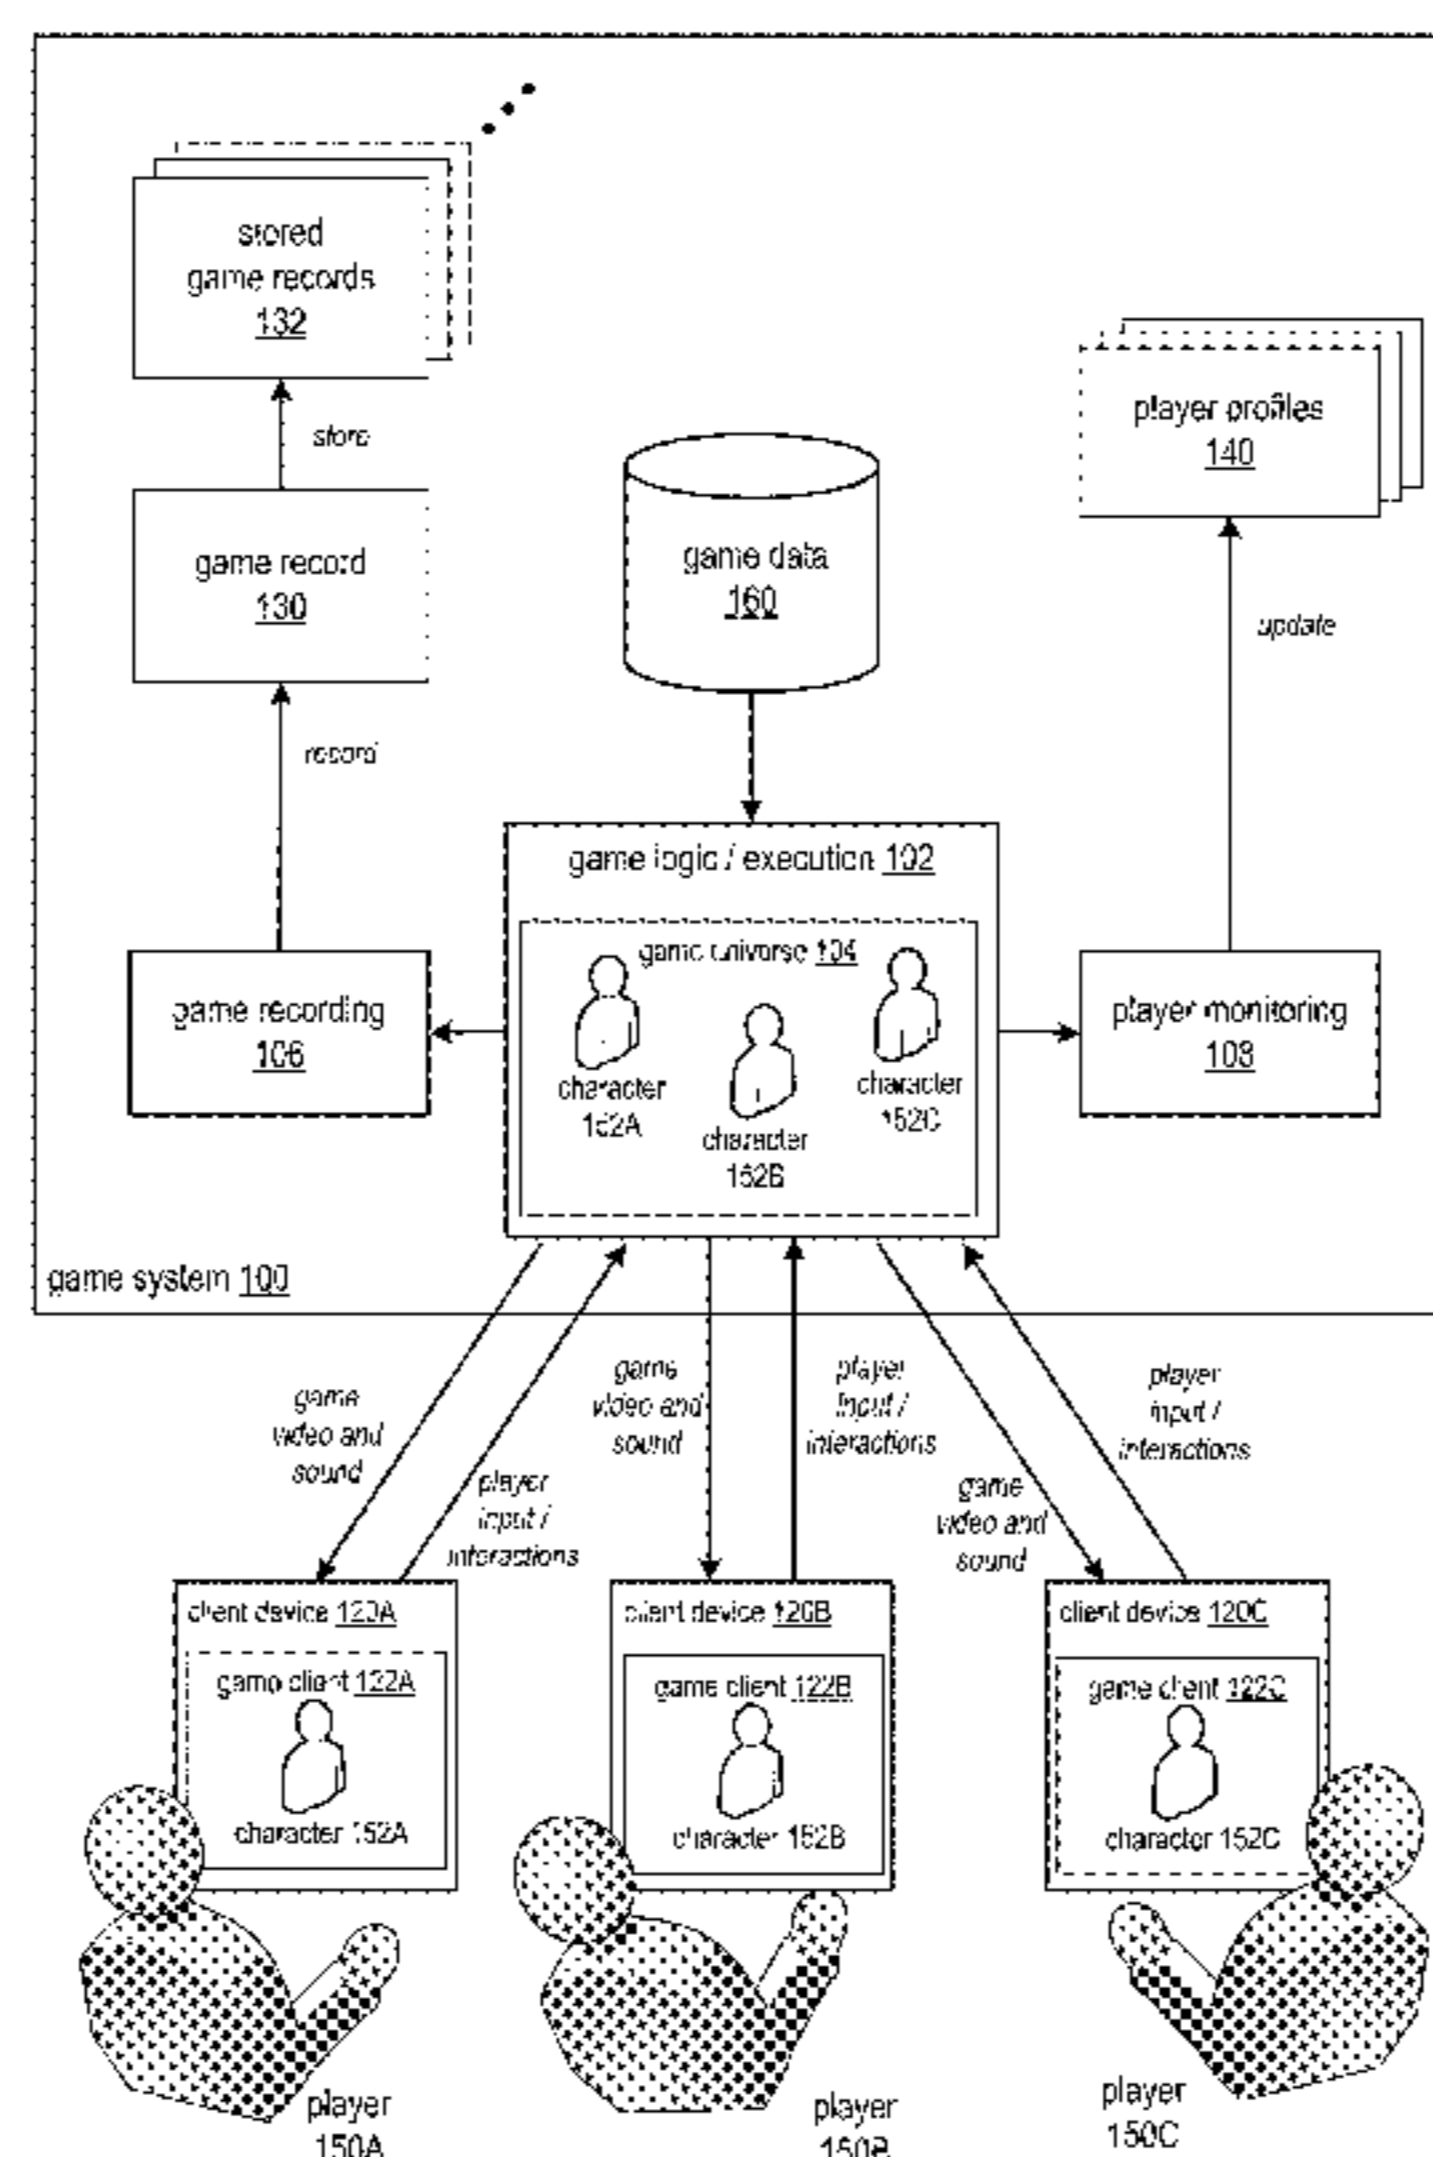 stored
game records
132
store
game record
130
record
game data
160
player profiles
140
update
game logic / execution 102
game universe 104
character
152A
character
152B
character
152C
game recording
106
player monitoring
108
game system 100
game
video and
sound
player
input /
interactions
game
video and
sound
player
input /
interactions
game
video and
sound
player
input /
interactions
client device 120A
game client 122A
character 152A
client device 120B
game client 122B
character 152B
client device 120C
game client 122C
character 152C
player
150A
player
150B
player
150C